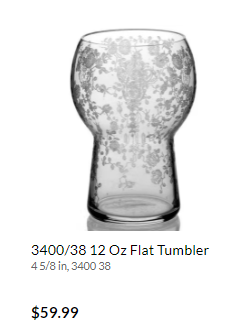 3400/38 12 Oz Flat Tumbler
4 5/8 in, 3400 38
$59.99